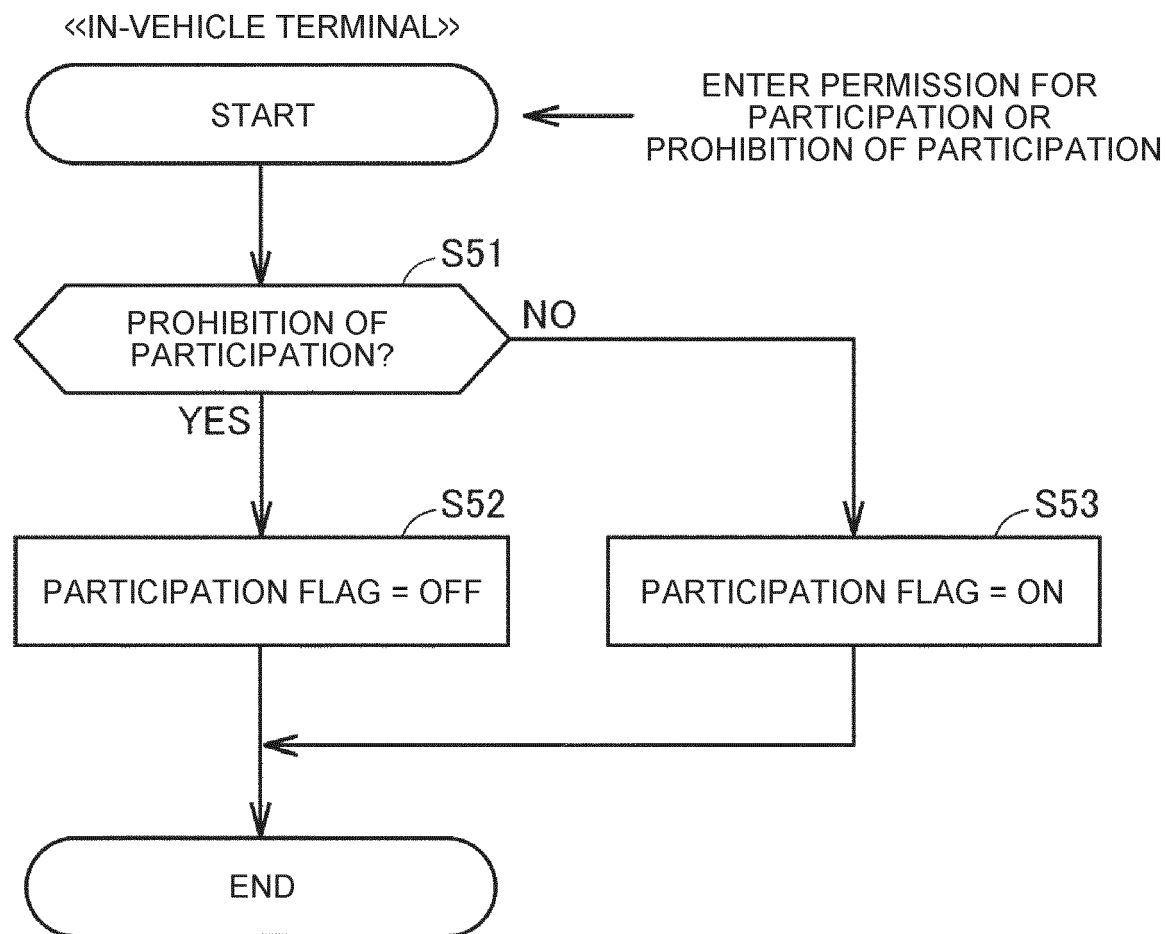 «IN-VEHICLE TERMINAL»
START
ENTER PERMISSION FOR
PARTICIPATION OR
PROHIBITION OF PARTICIPATION
S51
PROHIBITION OF
PARTICIPATION?
NO
YES
S52
PARTICIPATION FLAG = OFF
S53
PARTICIPATION FLAG = ON
END